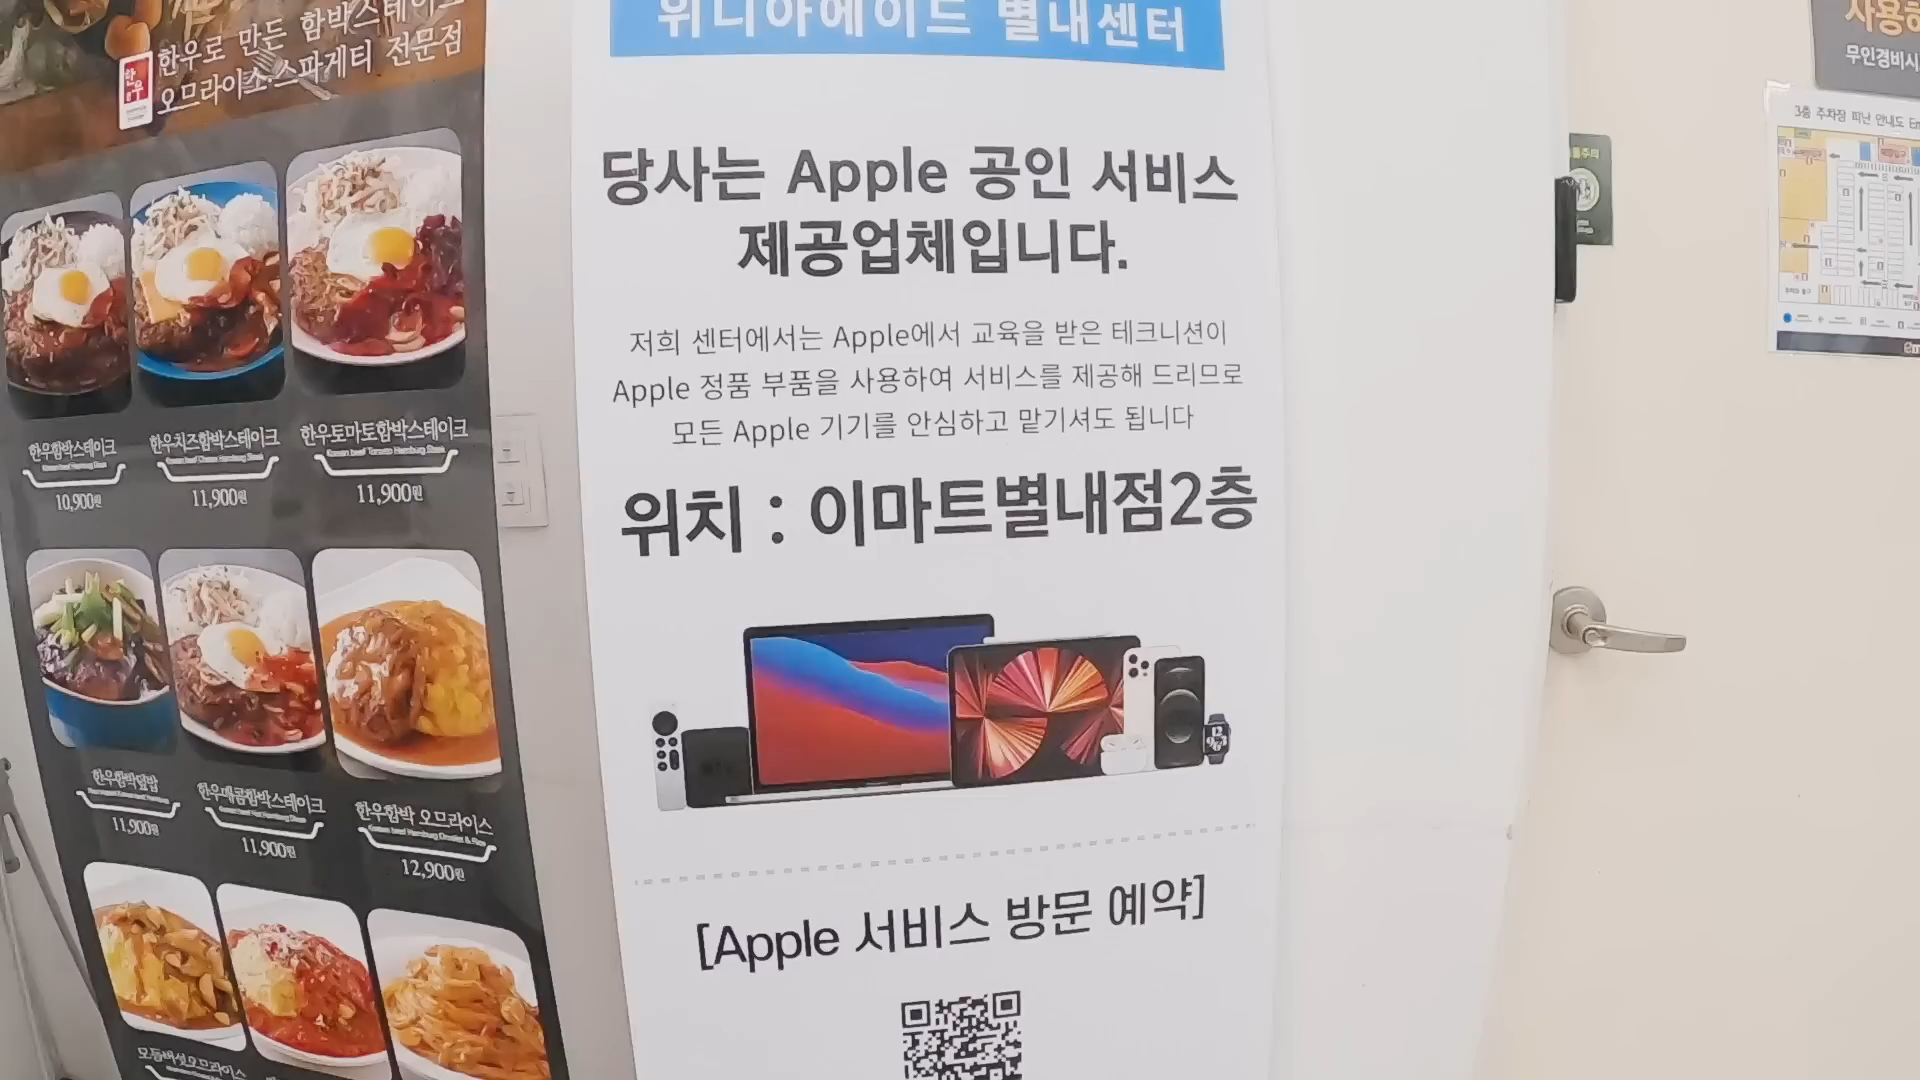 한우로 만든 함박스테이크
오므라이스·스파게티 전문점
한우함박스테이크
10,900원
한우치즈함박스테이크
11,900원
한우토마토함박스테이크
11,900원
한우함박덮밥
11,900원
한우매콤함박스테이크
11,900원
한우함박 오므라이스
12,900원
모듬버섯오므라이스
위니아에이드 별내센터
당사는 Apple 공인 서비스
제공업체입니다.
저희 센터에서는 Apple에서 교육을 받은 테크니션이
Apple 정품 부품을 사용하여 서비스를 제공해 드리므로
모든 Apple 기기를 안심하고 맡기셔도 됩니다
위치 : 이마트별내점2층
[Apple 서비스 방문 예약]
무인경비시
3층 주차장 피난 안내도